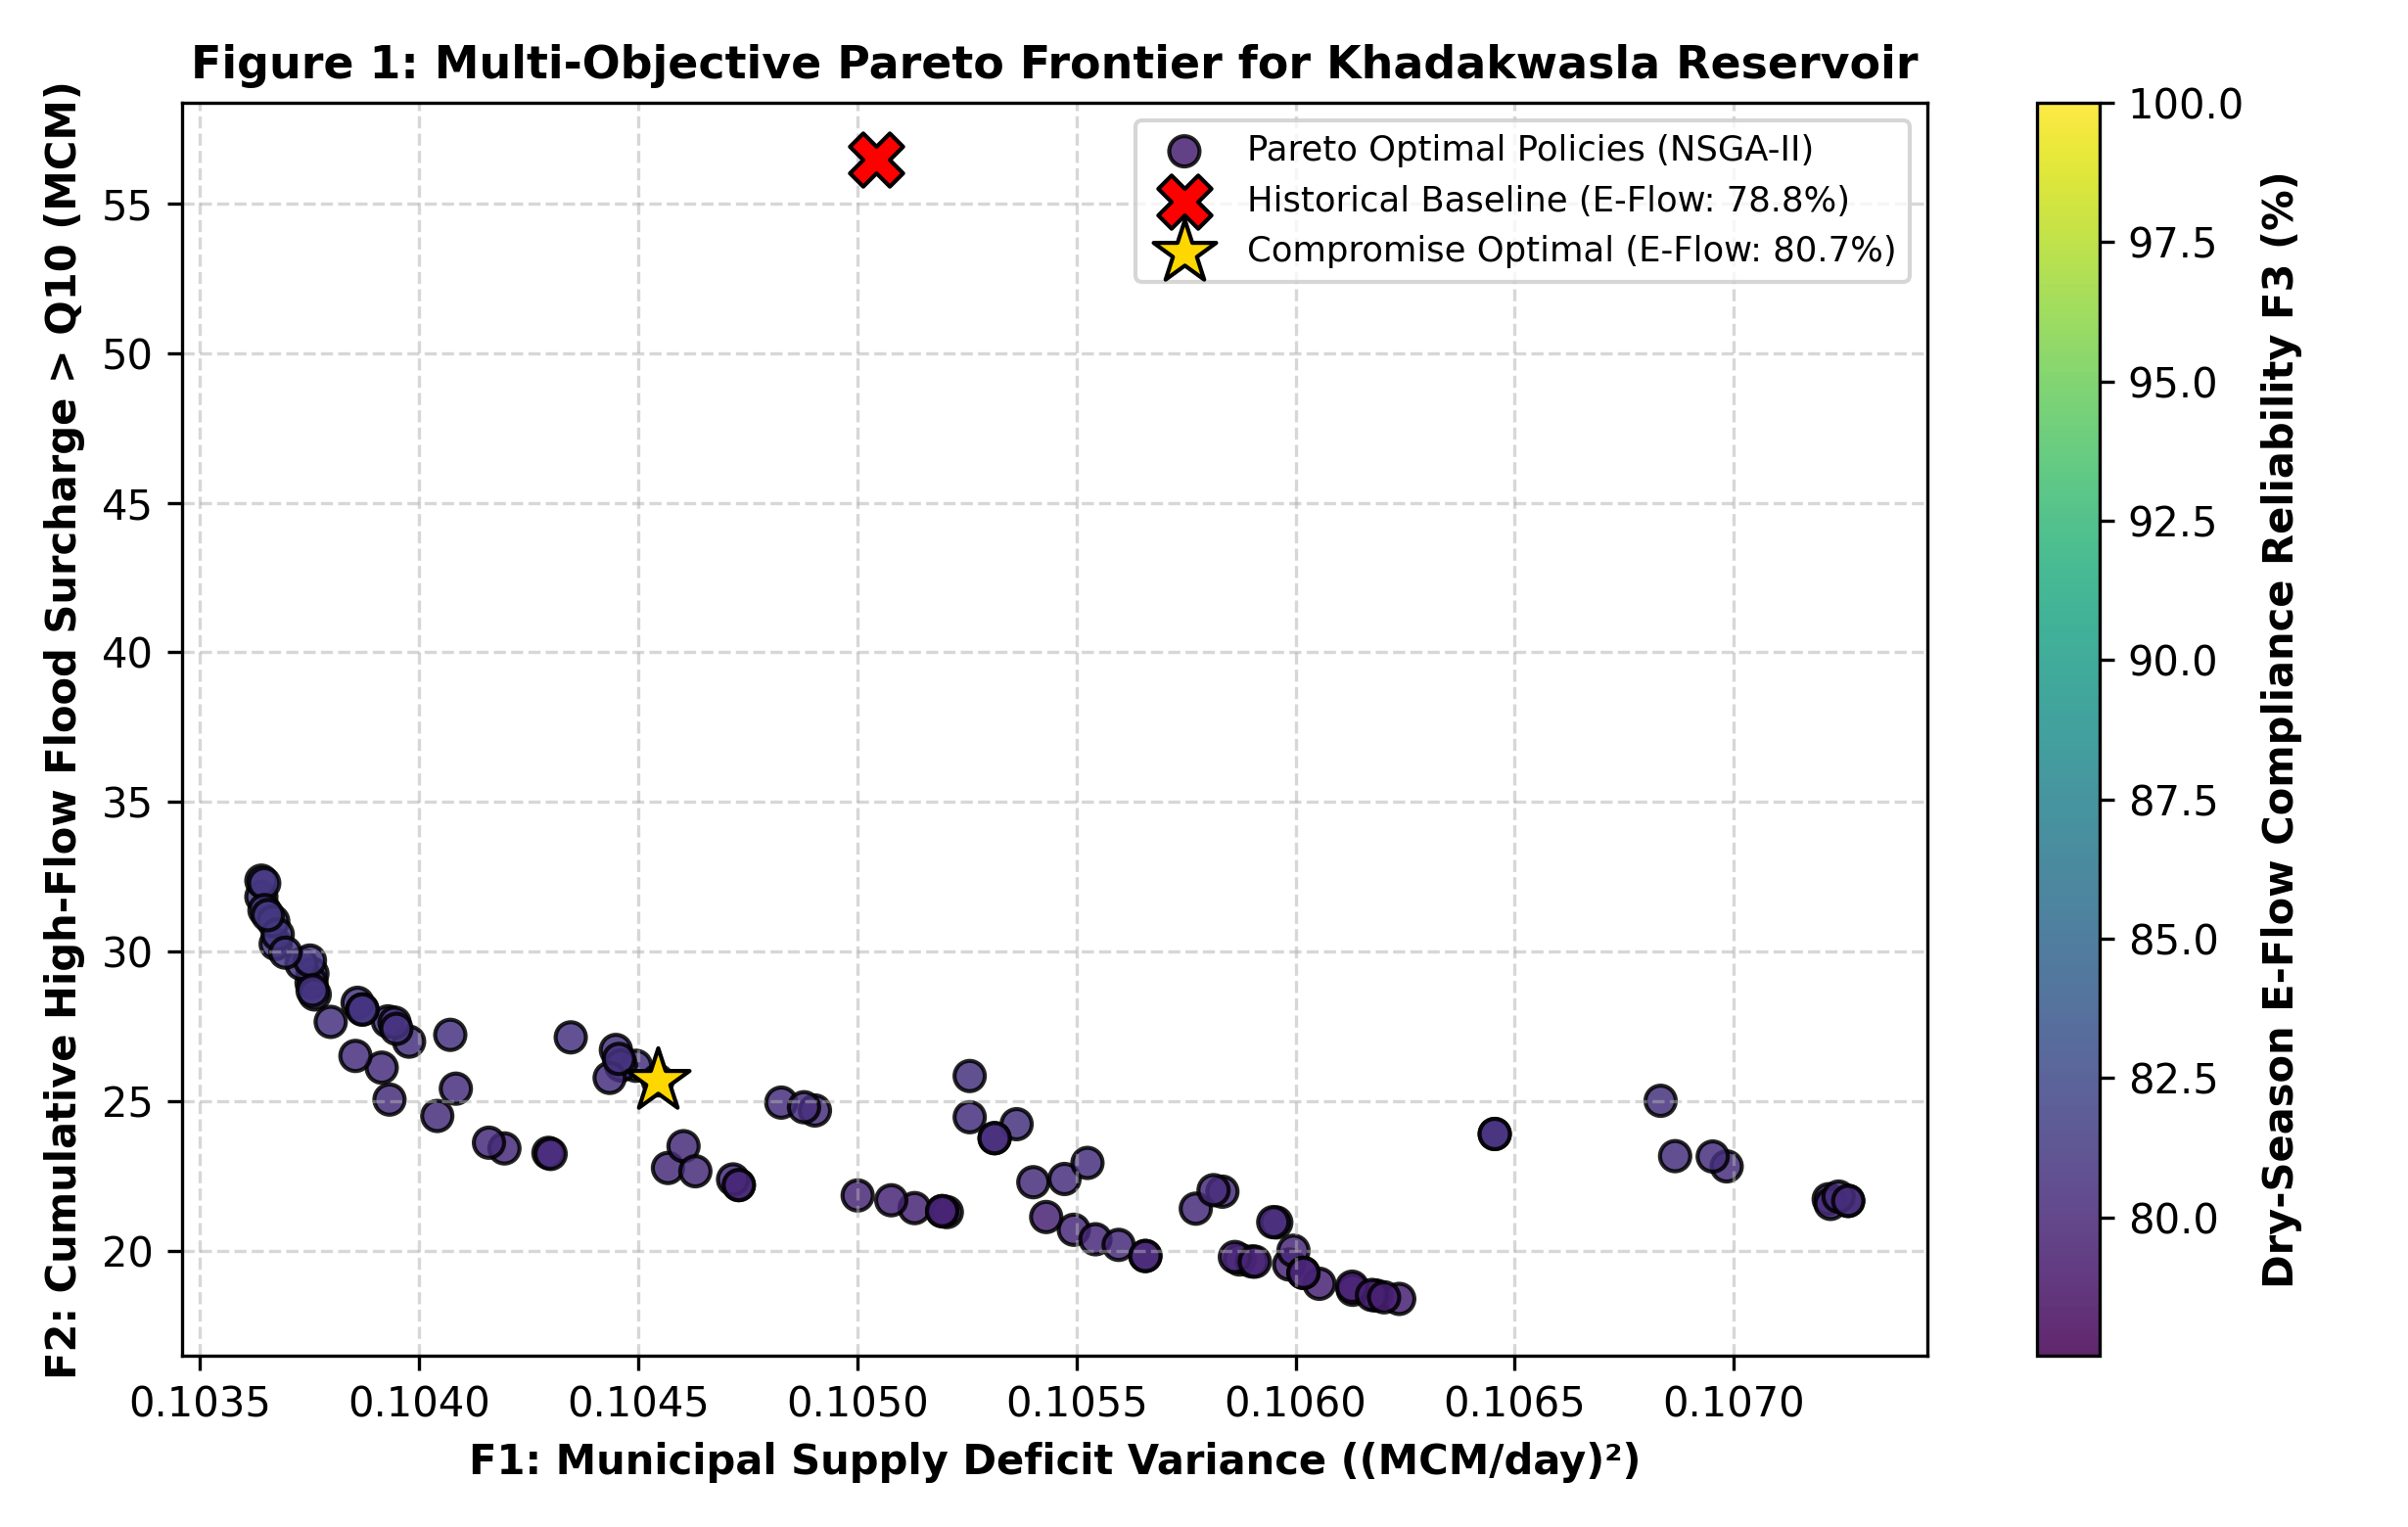 Figure 1: Multi-Objective Pareto Frontier for Khadakwasla Reservoir
F2: Cumulative High-Flow Flood Surcharge > Q10 (MCM)
55
50
45
40
35
30
25
20
Pareto Optimal Policies (NSGA-II)
Historical Baseline (E-Flow: 78.8%)
Compromise Optimal (E-Flow: 80.7%)
0.1035 0.1040 0.1045 0.1050 0.1055 0.1060 0.1065 0.1070
F1: Municipal Supply Deficit Variance ((MCM/day)²)
100.0
97.5
95.0
92.5
90.0
87.5
85.0
82.5
80.0
Dry-Season E-Flow Compliance Reliability F3 (%)